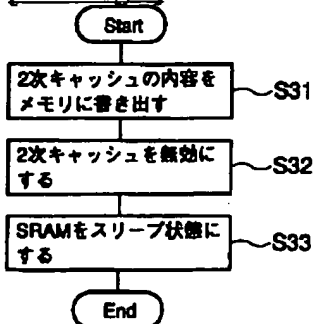 Start
2次キャッシュの内容を
メモリに書き出す
S31
2次キャッシュを無効に
する
S32
SRAMをスリープ状態に
する
S33
End